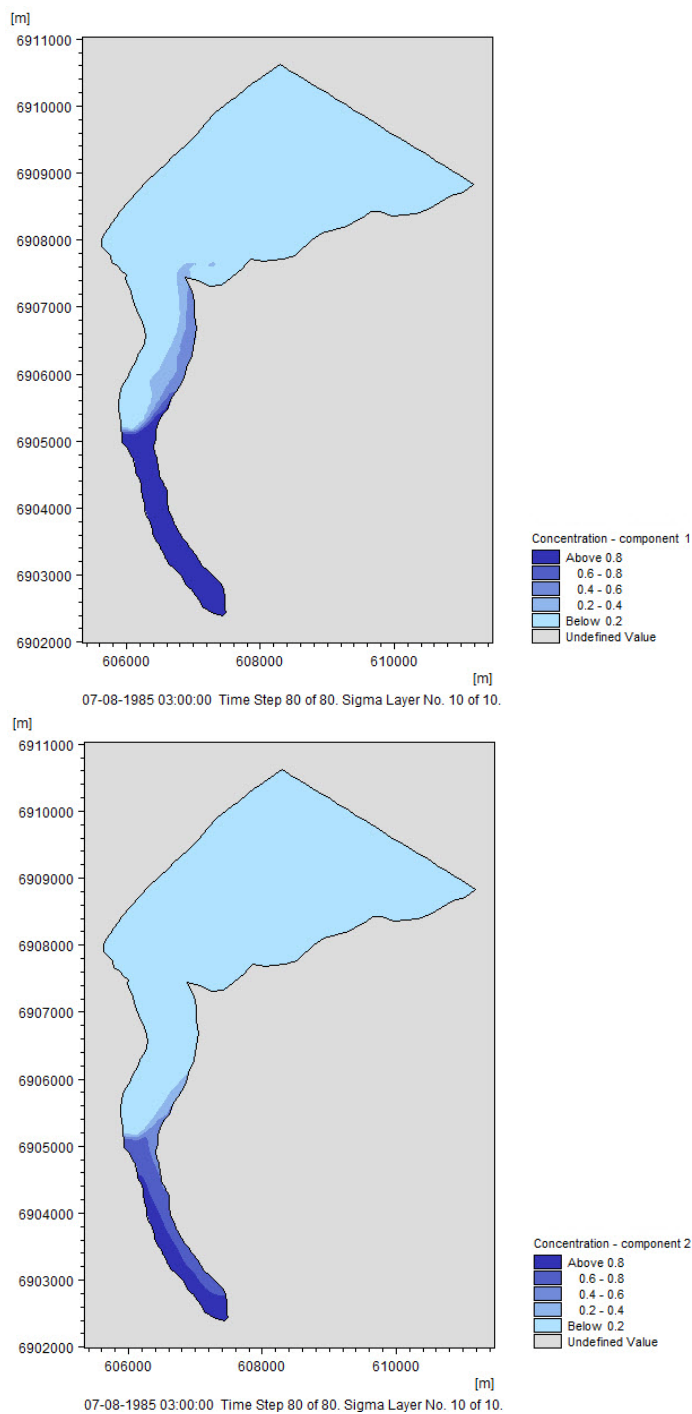 [m]
6911000
6910000
6909000
6908000
6907000
6906000
6905000
6904000
6903000
6902000
606000 608000 610000
[m]
07-08-1985 03:00:00 Time Step 80 of 80. Sigma Layer No. 10 of 10.
Concentration - component 1
Above 0.8
0.6 - 0.8
0.4 - 0.6
0.2 - 0.4
Below 0.2
Undefined Value
[m]
6911000
6910000
6909000
6908000
6907000
6906000
6905000
6904000
6903000
6902000
606000 608000 610000
[m]
07-08-1985 03:00:00 Time Step 80 of 80. Sigma Layer No. 10 of 10.
Concentration - component 2
Above 0.8
0.6 - 0.8
0.4 - 0.6
0.2 - 0.4
Below 0.2
Undefined Value